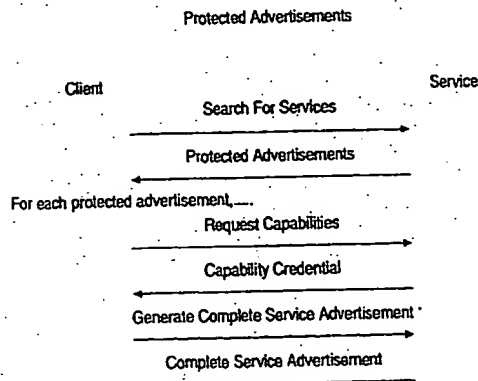 Protected Advertisements
Client
Service
Search For Services
Protected Advertisements
For each protected advertisement,....
Request Capabilities
Capability Credential
Generate Complete Service Advertisement
Complete Service Advertisement